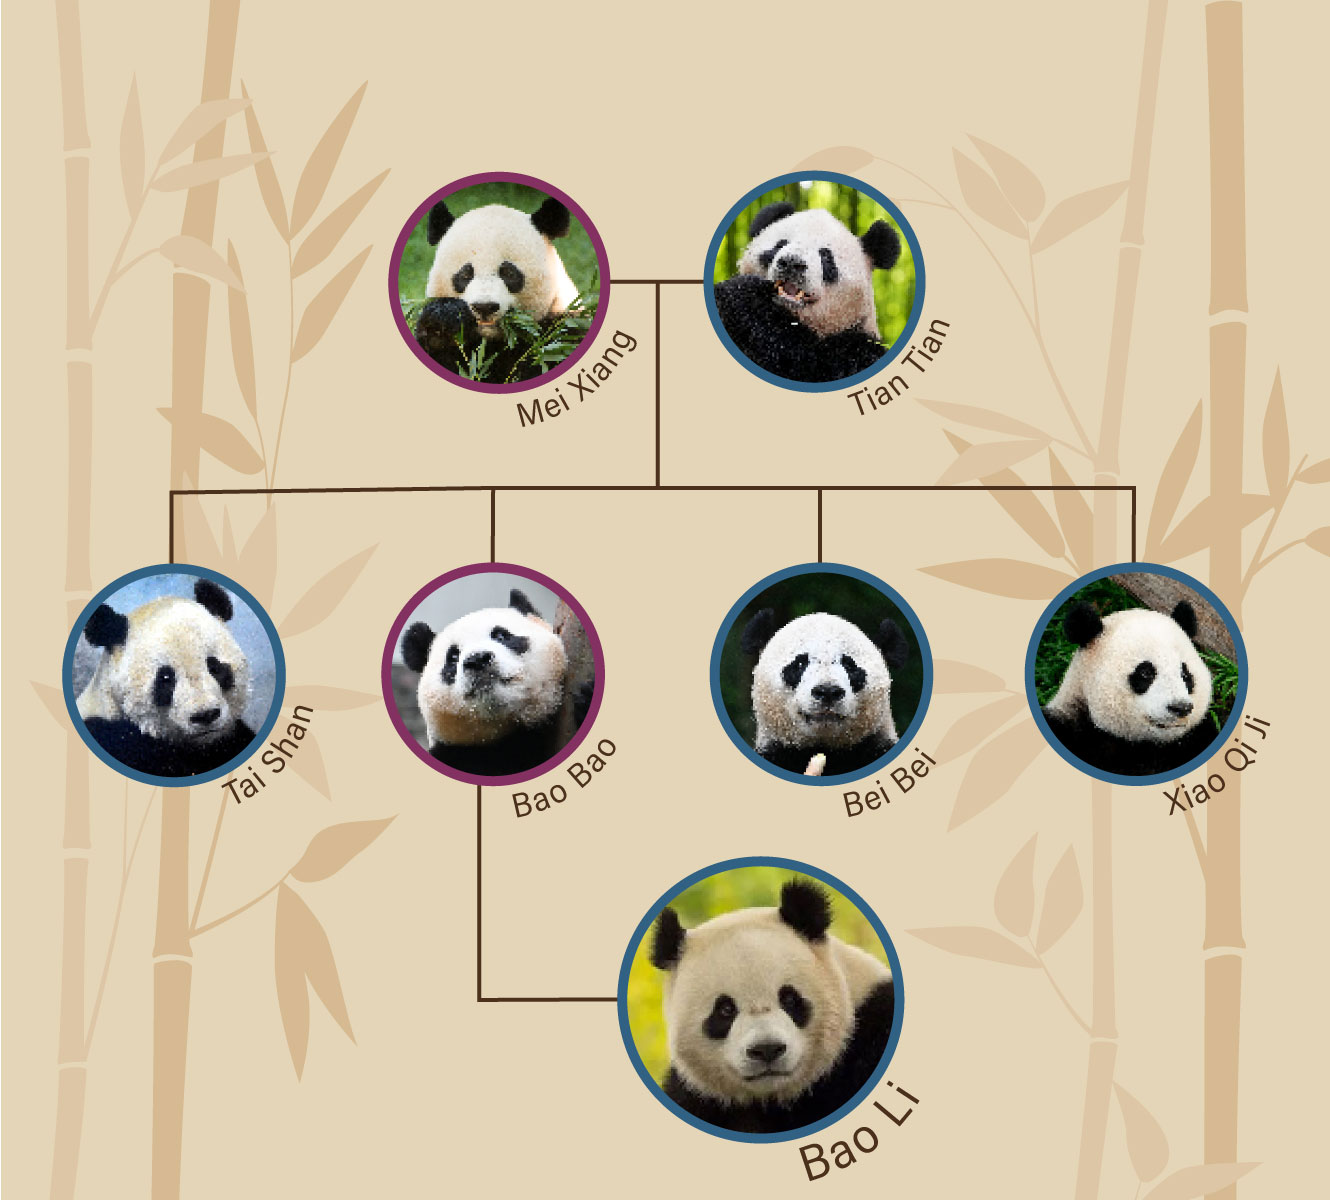 Mei Xiang
Tian Tian
Tai Shan
Bao Bao
Bei Bei
Xiao Qi Ji
Bao Li